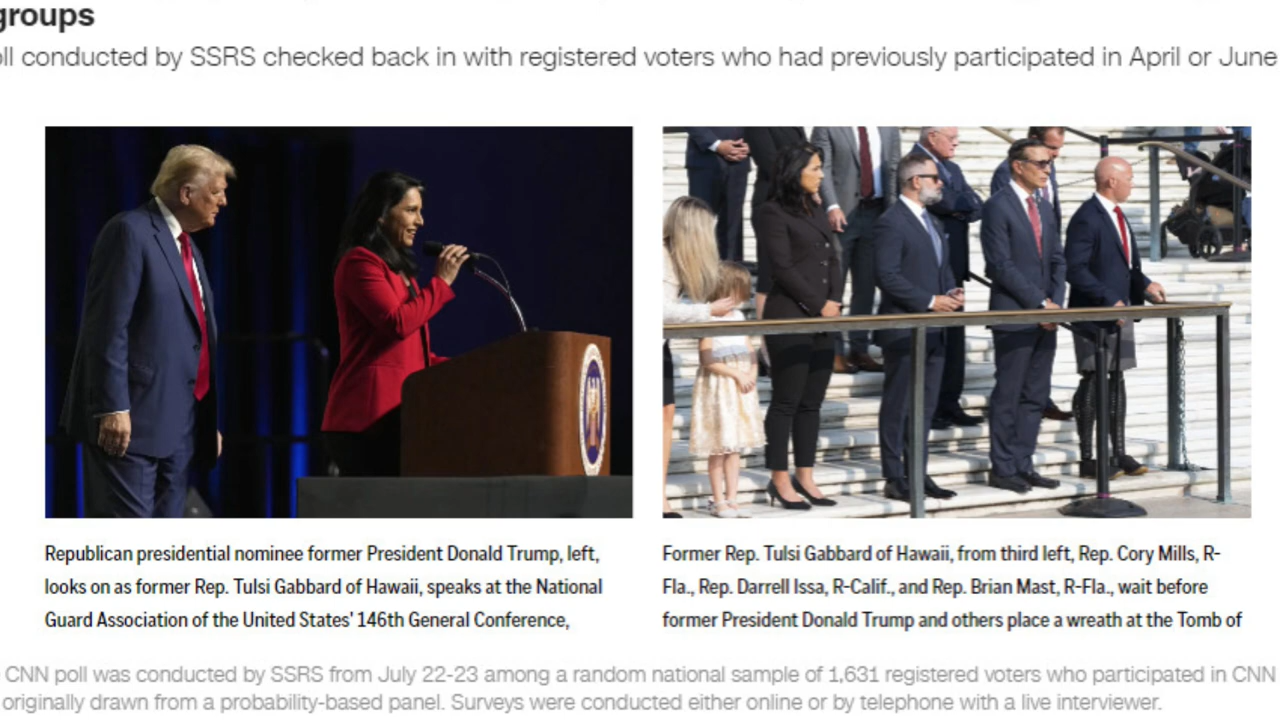 groups
ll conducted by SSRS checked back in with registered voters who had previously participated in April or June
Republican presidential nominee former President Donald Trump, left,
looks on as former Rep. Tulsi Gabbard of Hawaii, speaks at the National
Guard Association of the United States' 146th General Conference,
Former Rep. Tulsi Gabbard of Hawaii, from third left, Rep. Cory Mills, R-
Fla., Rep. Darrell Issa, R-Calif., and Rep. Brian Mast, R-Fla., wait before
former President Donald Trump and others place a wreath at the Tomb of
CNN poll was conducted by SSRS from July 22-23 among a random national sample of 1,631 registered voters who participated in CNN
originally drawn from a probability-based panel. Surveys were conducted either online or by telephone with a live interviewer.